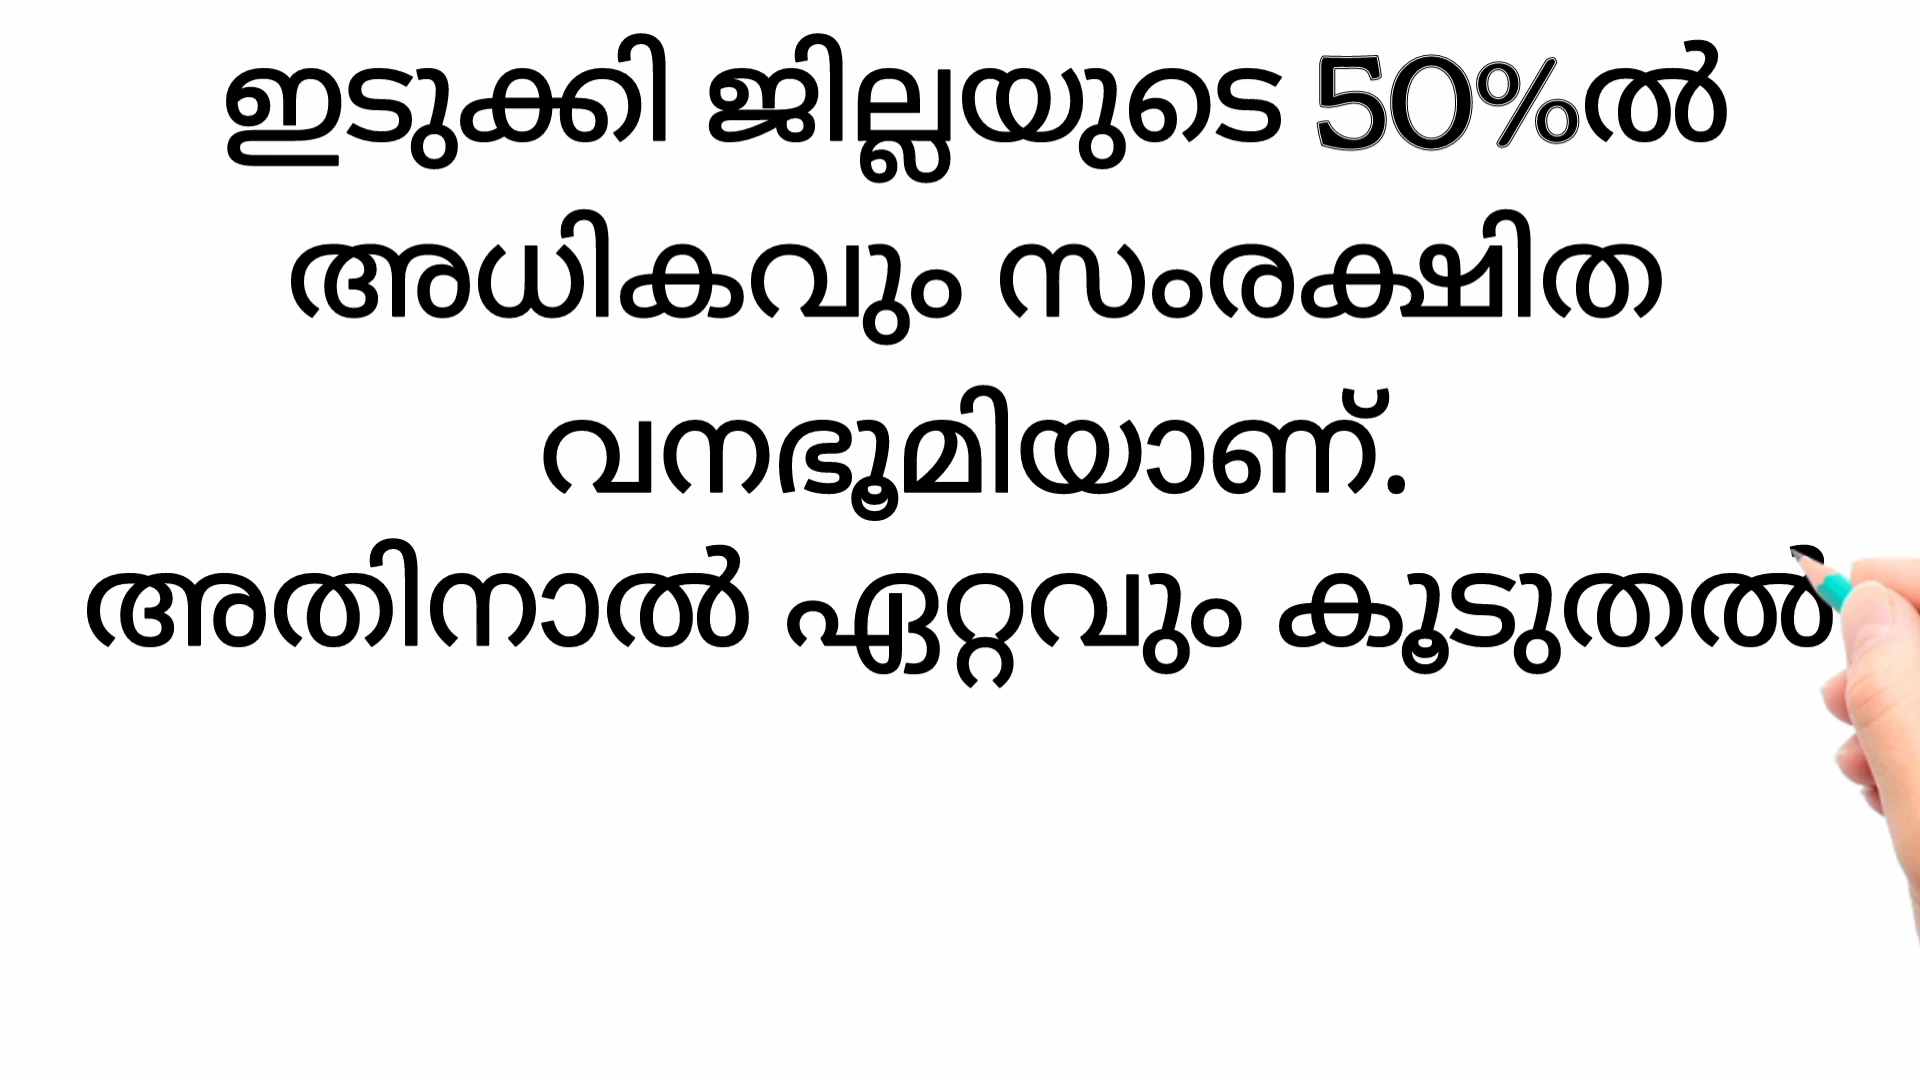 ഇടുക്കി ജില്ലയുടെ 50%ൽ
അധികവും സംരക്ഷിത
വനഭൂമിയാണ്.
അതിനാൽ ഏറ്റവും കൂടുതൽ